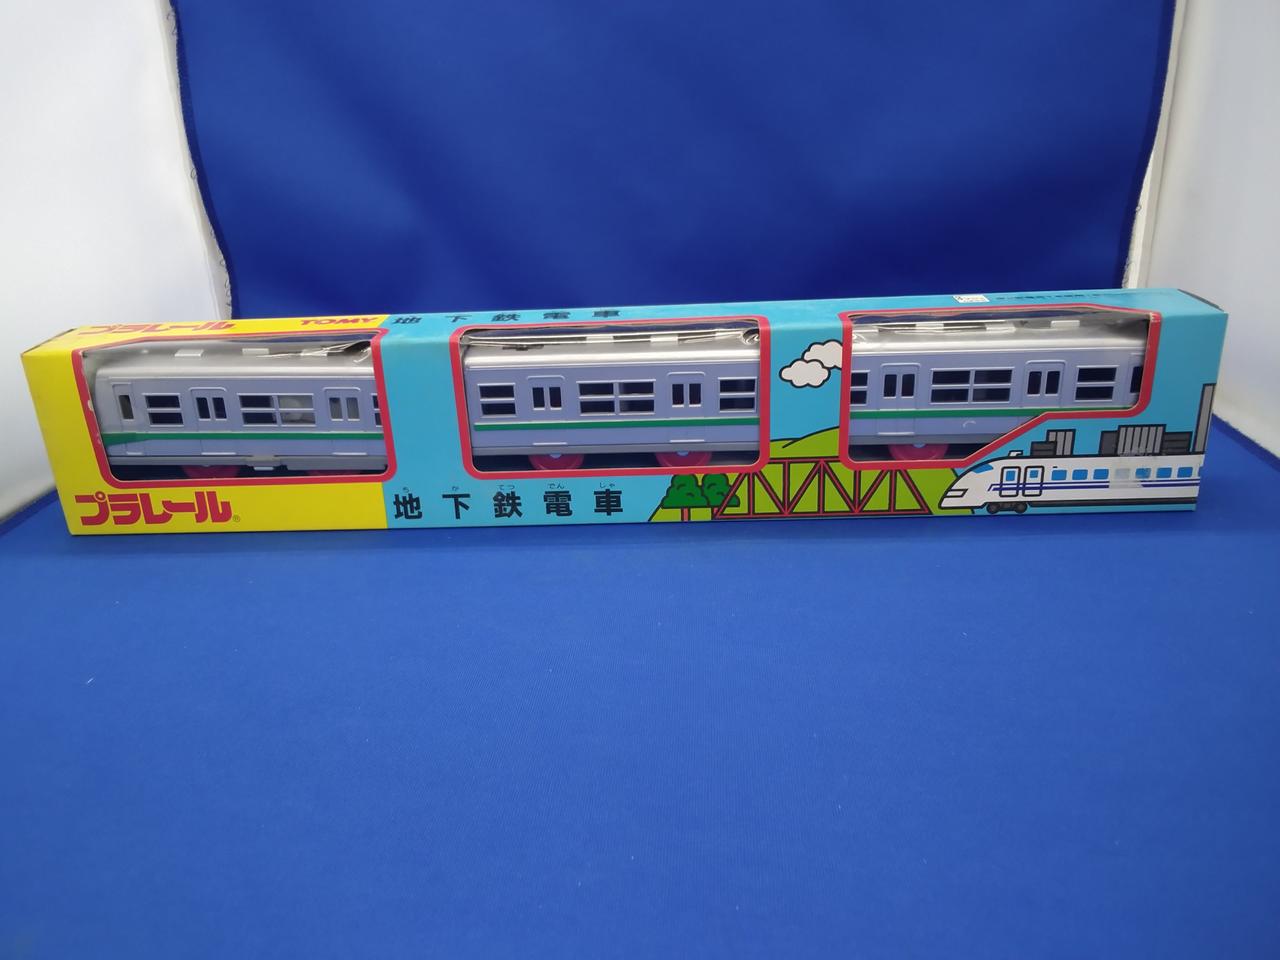 プラレール
TOMY
地下鉄電車
プラレール®
ち か てつ でん しゃ
地下鉄電車